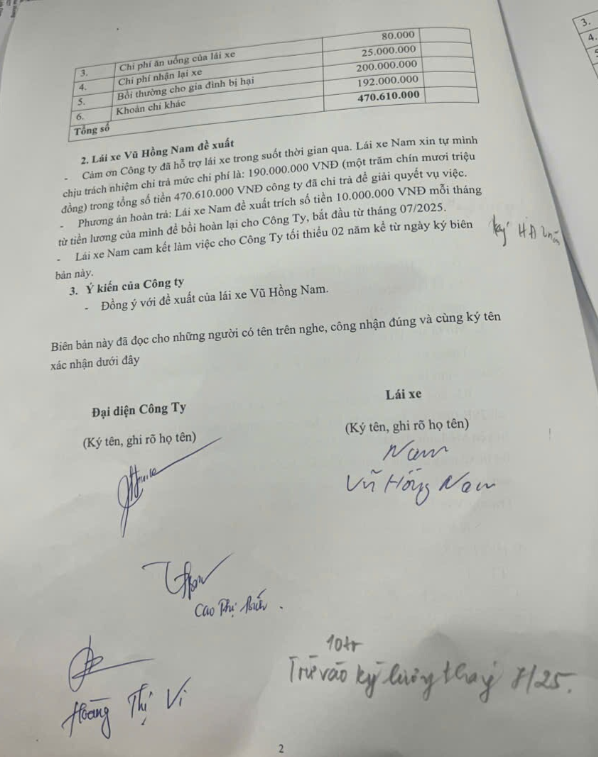 80.000
3. Chi phí ăn uống của lái xe 25.000.000
4. Chi phí nhận lại xe 200.000.000
5. Bồi thường cho gia đình bị hại 192.000.000
6. Khoản chi khác
Tổng số 470.610.000
2. Lái xe Vũ Hồng Nam đề xuất
- Cảm ơn Công ty đã hỗ trợ lái xe trong suốt thời gian qua. Lái xe Nam xin tự mình
chịu trách nhiệm chi trả mức chi phí là: 190.000.000 VNĐ (một trăm chín mươi triệu
đồng) trong tổng số tiền 470.610.000 VNĐ công ty đã chi trả để giải quyết vụ việc.
- Phương án hoàn trả: Lái xe Nam đề xuất trích số tiền 10.000.000 VNĐ mỗi tháng
từ tiền lương của mình để bồi hoàn lại cho Công ty, bắt đầu từ tháng 07/2025.
- Lái xe Nam cam kết làm việc cho Công Ty tối thiểu 02 năm kể từ ngày ký biên
bản này.
ký HĐ 2 năm
3. Ý kiến của Công ty
- Đồng ý với đề xuất của lái xe Vũ Hồng Nam.
Biên bản này đã đọc cho những người có tên trên nghe, công nhận đúng và cùng ký tên
xác nhận dưới đây
Đại diện Công Ty
Lái xe
(Ký tên, ghi rõ họ tên)
(Ký tên, ghi rõ họ tên)
Nam
Vũ Hồng Nam
Cao Thị
10tr
Trừ vào kỳ lương tháng 7/25.
Hoàng Thị Vi
2
3.
4.